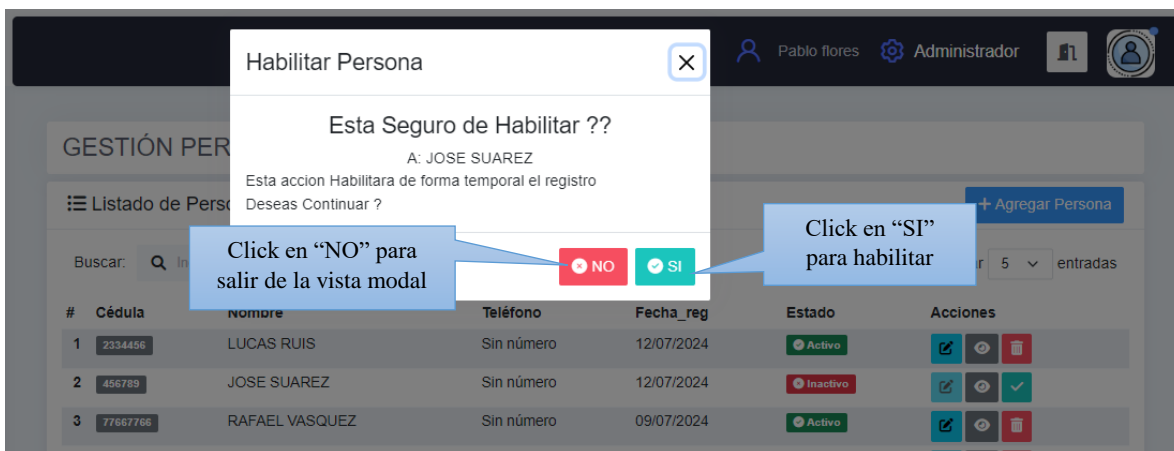 Habilitar Persona
Pablo flores
Administrador
Esta Seguro de Habilitar ??
A: JOSE SUAREZ
Esta accion Habilitara de forma temporal el registro
Deseas Continuar ?
NO
SI
GESTIÓN PER
Listado de Perso
+ Agregar Persona
Click en “NO” para
salir de la vista modal
Click en “SI”
para habilitar
Buscar:
In
r 5 entradas
# Cédula Nombre Teléfono Fecha_reg Estado Acciones
1 2334456 LUCAS RUIS Sin número 12/07/2024 Activo
2 456789 JOSE SUAREZ Sin número 12/07/2024 Inactivo
3 77667766 RAFAEL VASQUEZ Sin número 09/07/2024 Activo